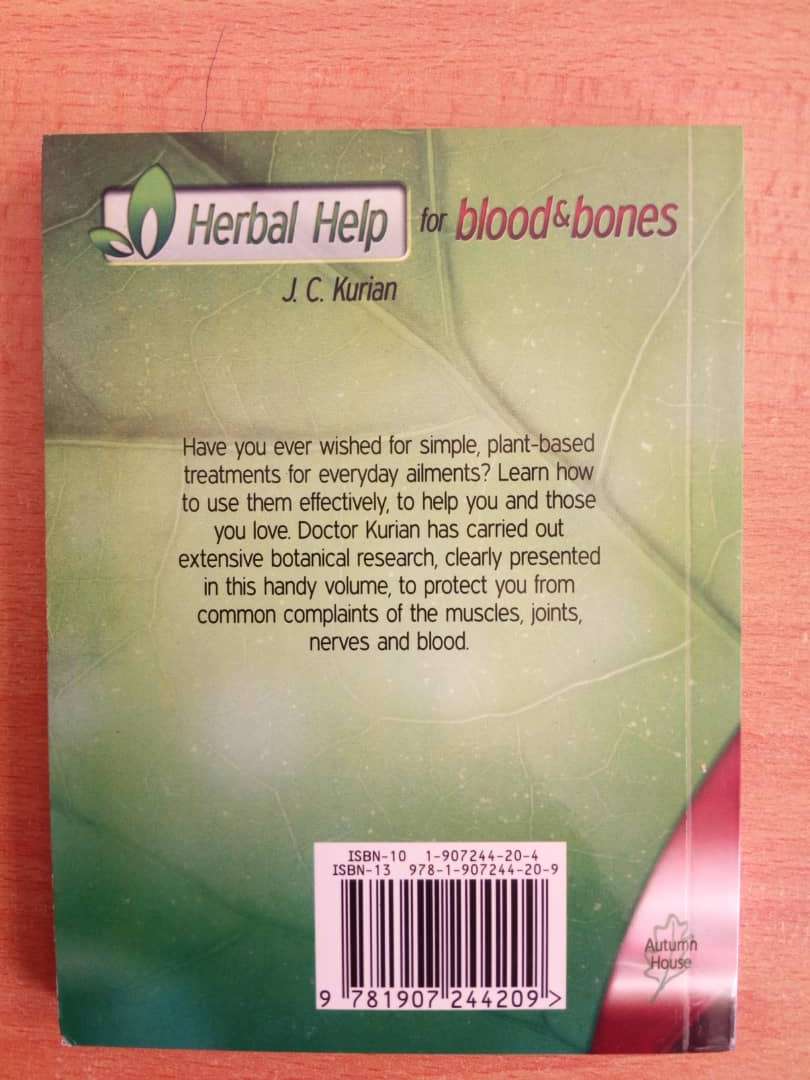 Herbal Help for blood & bones
J. C. Kurian
Have you ever wished for simple, plant-based
treatments for everyday ailments? Learn how
to use them effectively, to help you and those
you love. Doctor Kurian has carried out
extensive botanical research, clearly presented
in this handy volume, to protect you from
common complaints of the muscles, joints,
nerves and blood.
ISBN-10 1-907244-20-4
ISBN-13 978-1-907244-20-9
9 781907 244209 >
Autumn
House